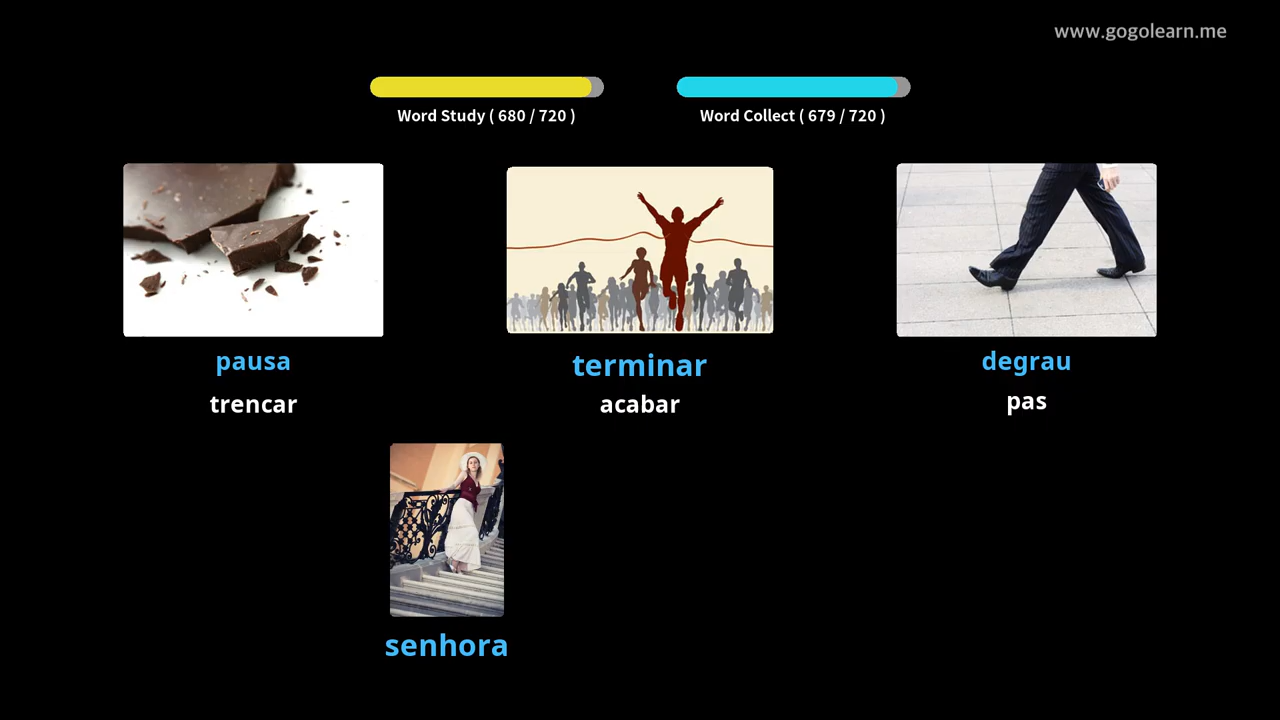 www.gogolearn.me
Word Study ( 680 / 720 )
Word Collect ( 679 / 720 )
pausa
terminar
degrau
trencar
acabar
pas
senhora